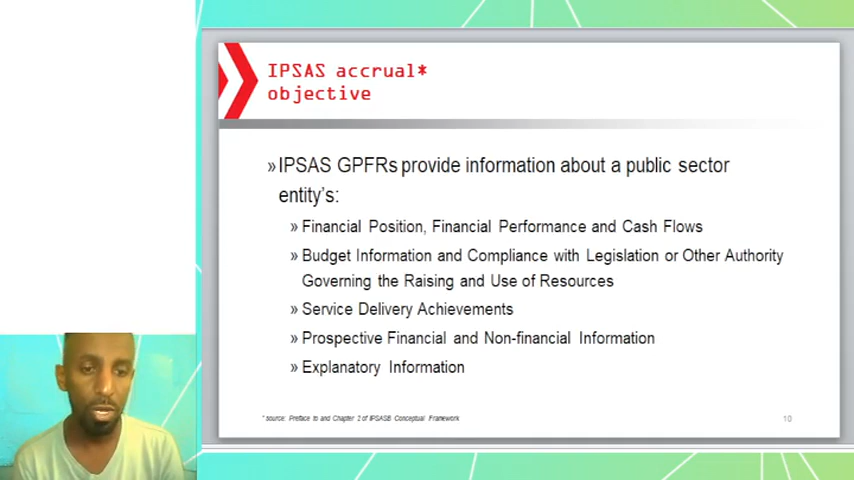 IPSAS accrual*
objective
»IPSAS GPFRs provide information about a public sector
entity's:
» Financial Position, Financial Performance and Cash Flows
» Budget Information and Compliance with Legislation or Other Authority
Governing the Raising and Use of Resources
» Service Delivery Achievements
» Prospective Financial and Non-financial Information
» Explanatory Information
* source: Preface to and Chapter 2 of IPSASB Conceptual Framework
10